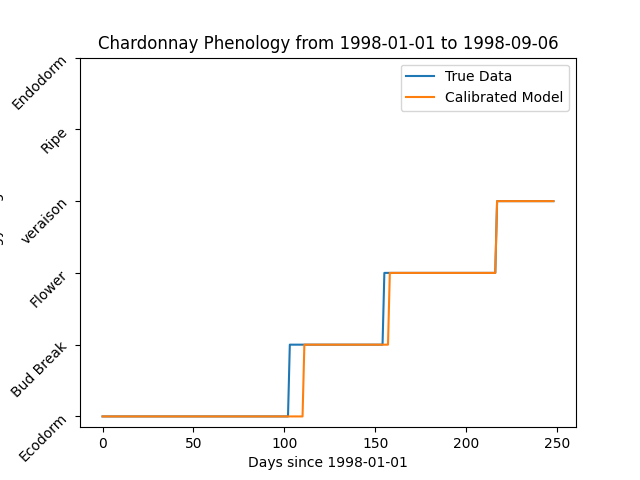 Chardonnay Phenology from 1998-01-01 to 1998-09-06
True Data
Calibrated Model
Endodorm
Ripe
veraison
Flower
Bud Break
Ecodorm
0 50 100 150 200 250
Days since 1998-01-01